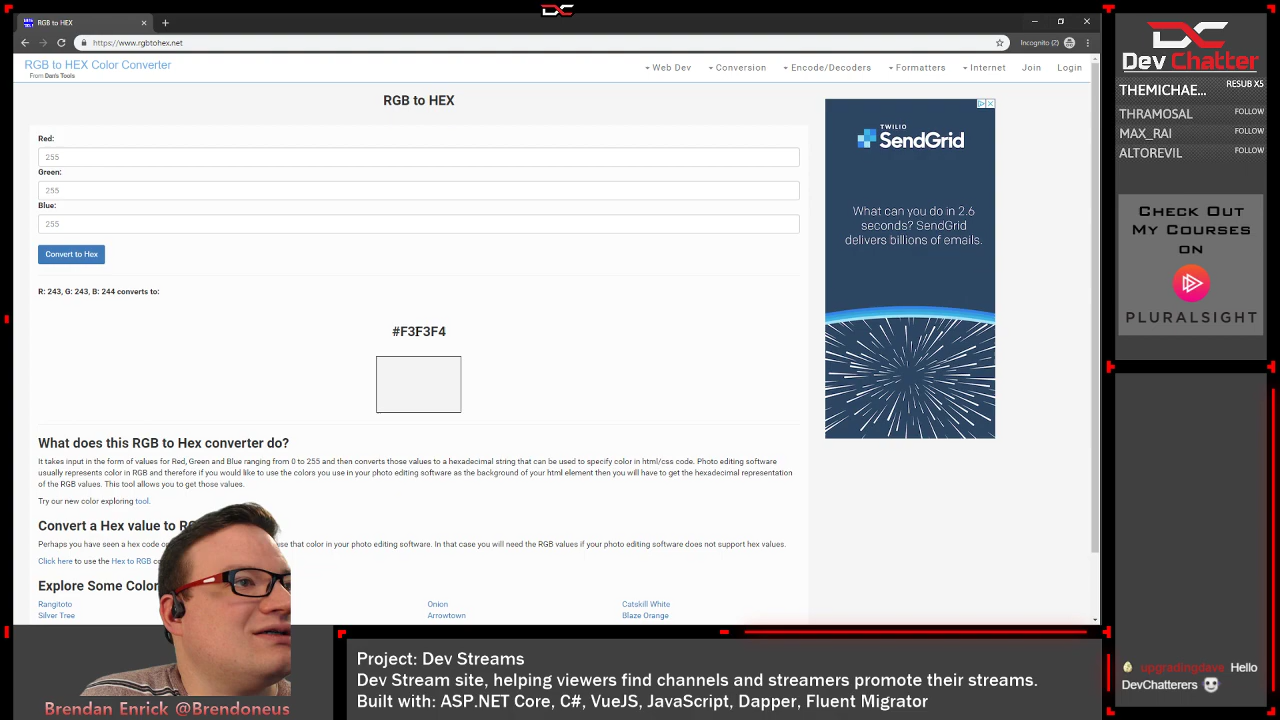 DC
RGB to HEX
https://www.rgbtohex.net
Incognito (2)
RGB to HEX Color Converter
From Dan's Tools
Web Dev
Conversion
Encode/Decoders
Formatters
Internet
Join
Login
RGB to HEX
Red:
255
Green:
255
Blue:
255
Convert to Hex
R: 243, G: 243, B: 244 converts to:
#F3F3F4
What does this RGB to Hex converter do?
It takes input in the form of values for Red, Green and Blue ranging from 0 to 255 and then converts those values to a hexadecimal string that can be used to specify color in html/css code. Photo editing software
usually represents color in RGB and therefore if you would like to use the colors you use in your photo editing software as the background of your html element then you will have to get the hexadecimal representation
of the RGB values. This tool allows you to get those values.
Try our new color exploring tool.
Convert a Hex value to R
Perhaps you have seen a hex code o se that color in your photo editing software. In that case you will need the RGB values if your photo editing software does not support hex values.
Click here to use the Hex to RGB co
Explore Some Color
Rangitoto
Onion
Catskill White
Silver Tree
Arrowtown
Blaze Orange
TWILIO
SendGrid
What can you do in 2.6
seconds? SendGrid
delivers billions of emails.
DC
Dev Chatter
THEMICHAE... RESUB X5
THRAMOSAL FOLLOW
MAX_RAI FOLLOW
ALTOREVIL FOLLOW
Check Out
My Courses
on
PLURALSIGHT
upgradingdave Hello
DevChatterers
Brendan Enrick @Brendoneus
Project: Dev Streams
Dev Stream site, helping viewers find channels and streamers promote their streams.
Built with: ASP.NET Core, C#, VueJS, JavaScript, Dapper, Fluent Migrator